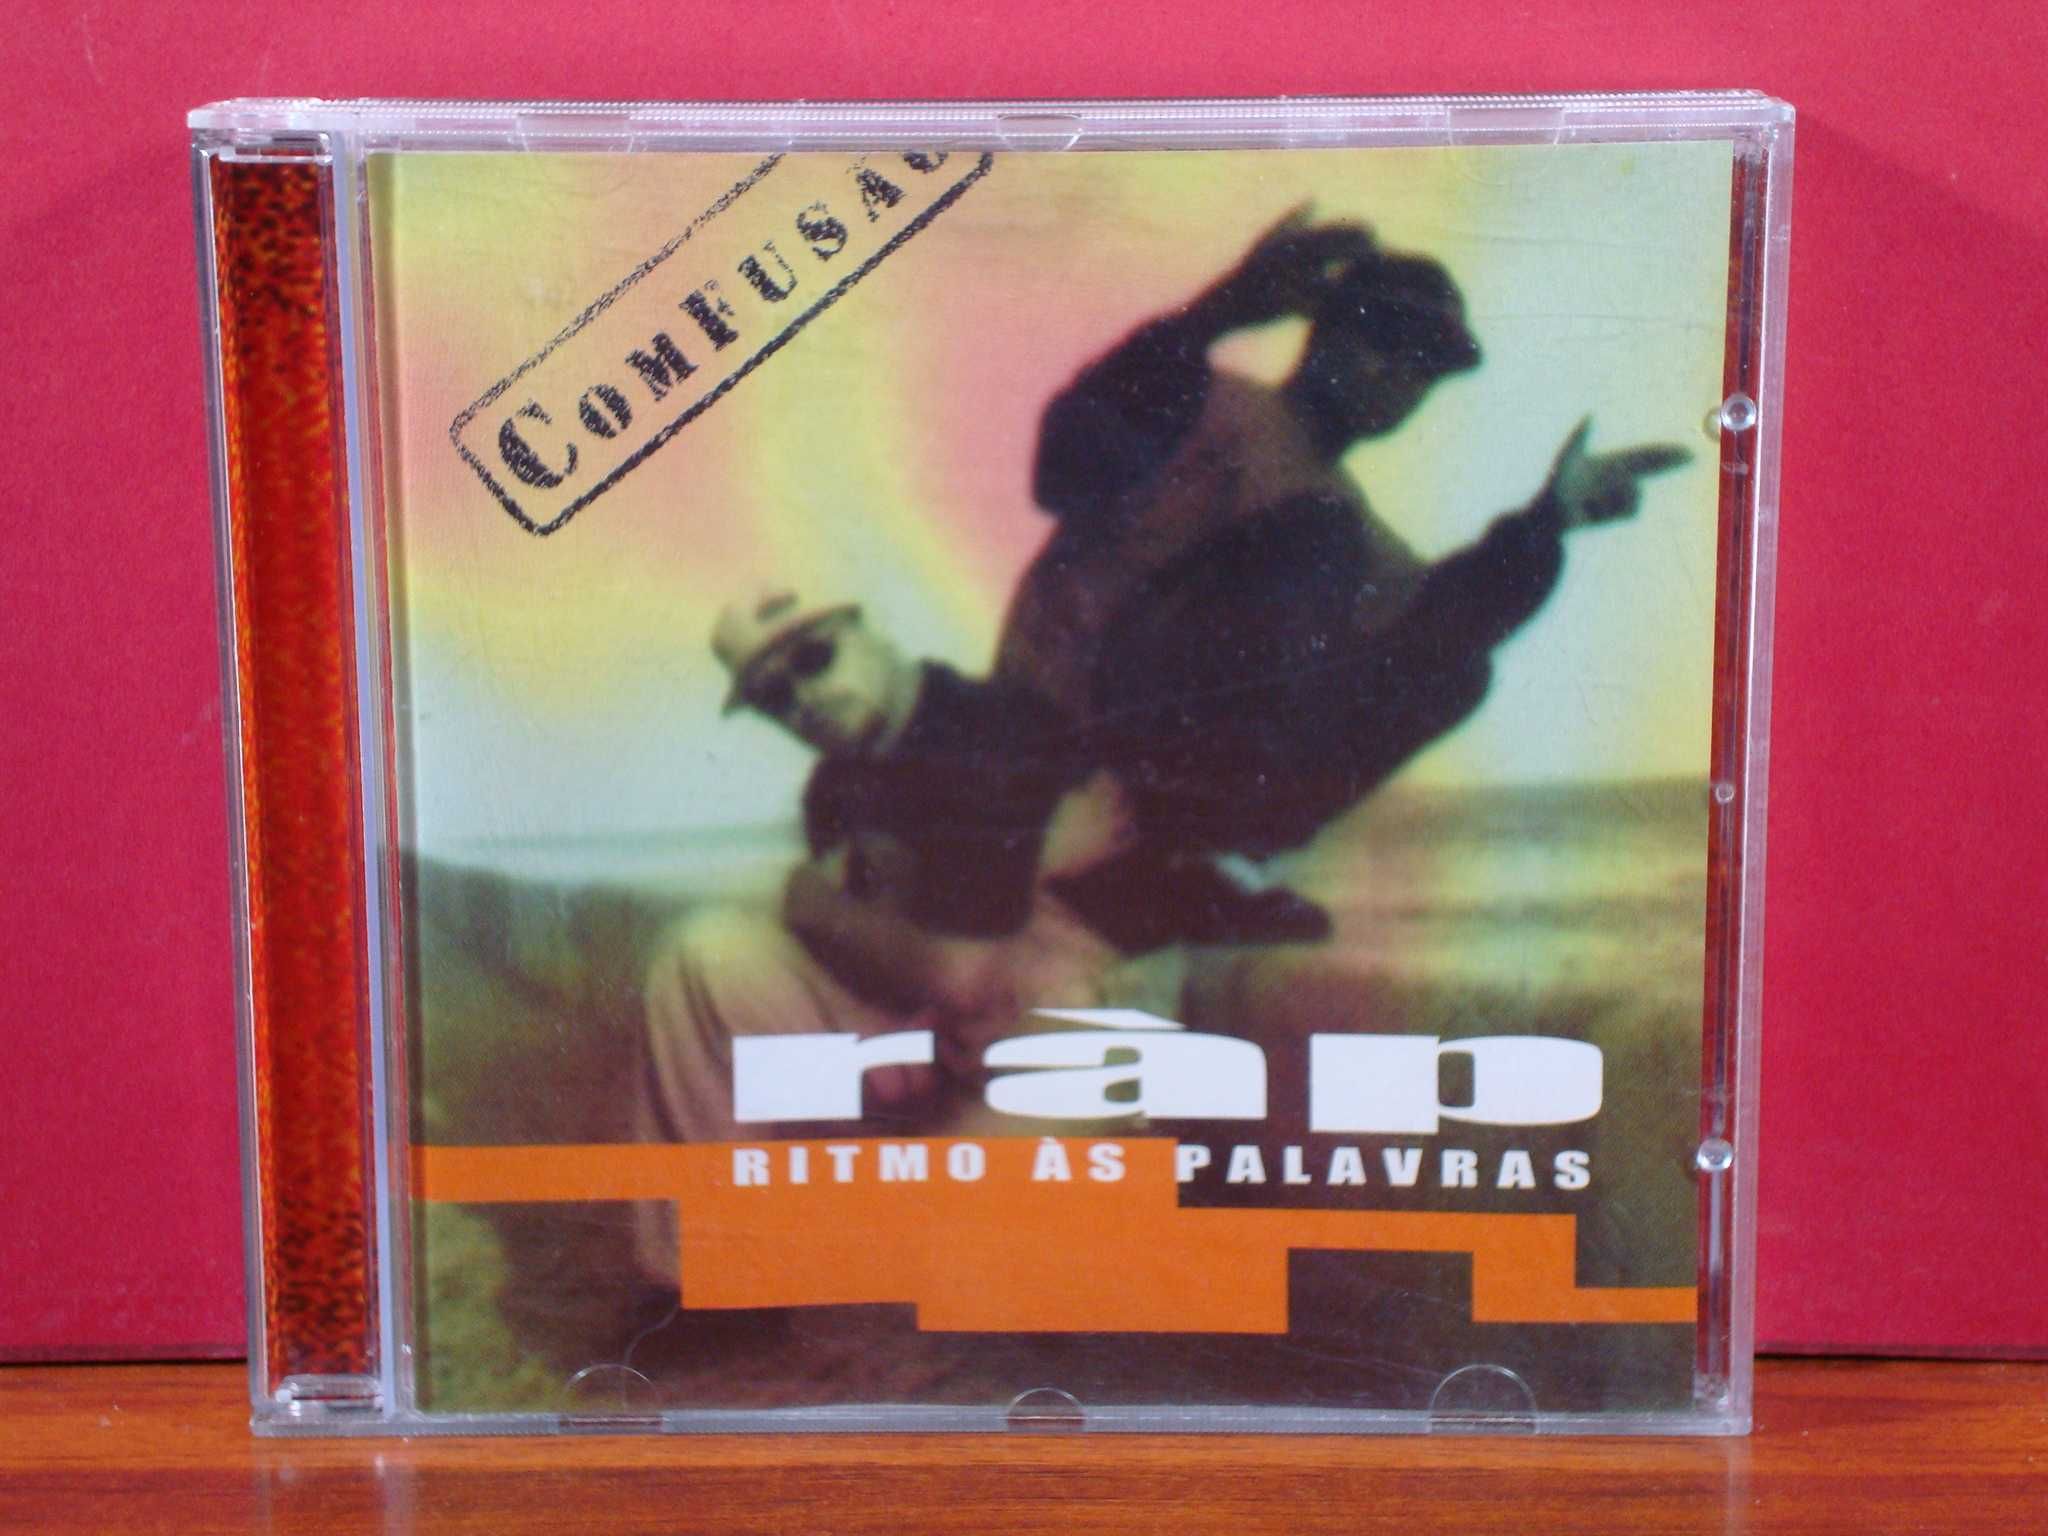 ComFusão
ràp
RITMO ÀS PALAVRAS